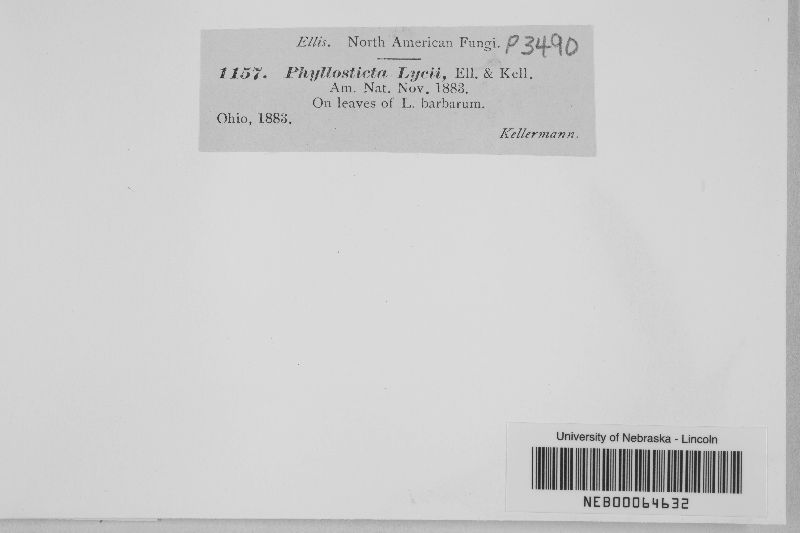 Ellis. North American Fungi. P3490
1157. Phyllosticta Lycii, Ell. & Kell.
Am. Nat. Nov. 1883.
On leaves of L. barbarum.
Ohio, 1883.
Kellermann.
University of Nebraska - Lincoln
NEB00064632